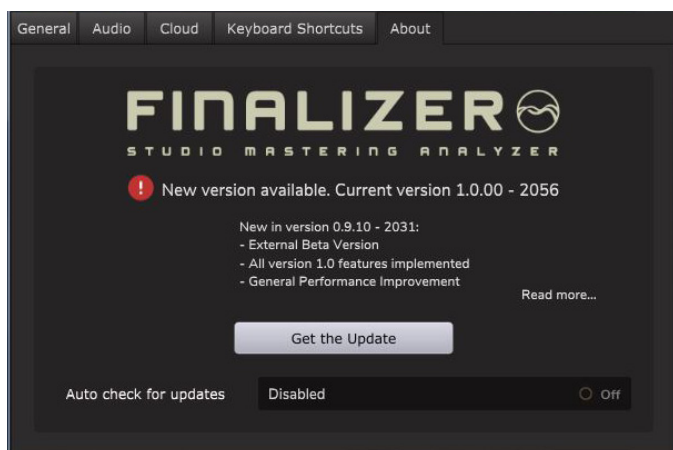 General Audio Cloud Keyboard Shortcuts About
FINALIZER
STUDIO MASTERING ANALYZER
! New version available. Current version 1.0.00 - 2056
New in version 0.9.10 - 2031:
- External Beta Version
- All version 1.0 features implemented
- General Performance Improvement
Read more...
Get the Update
Auto check for updates Disabled Off